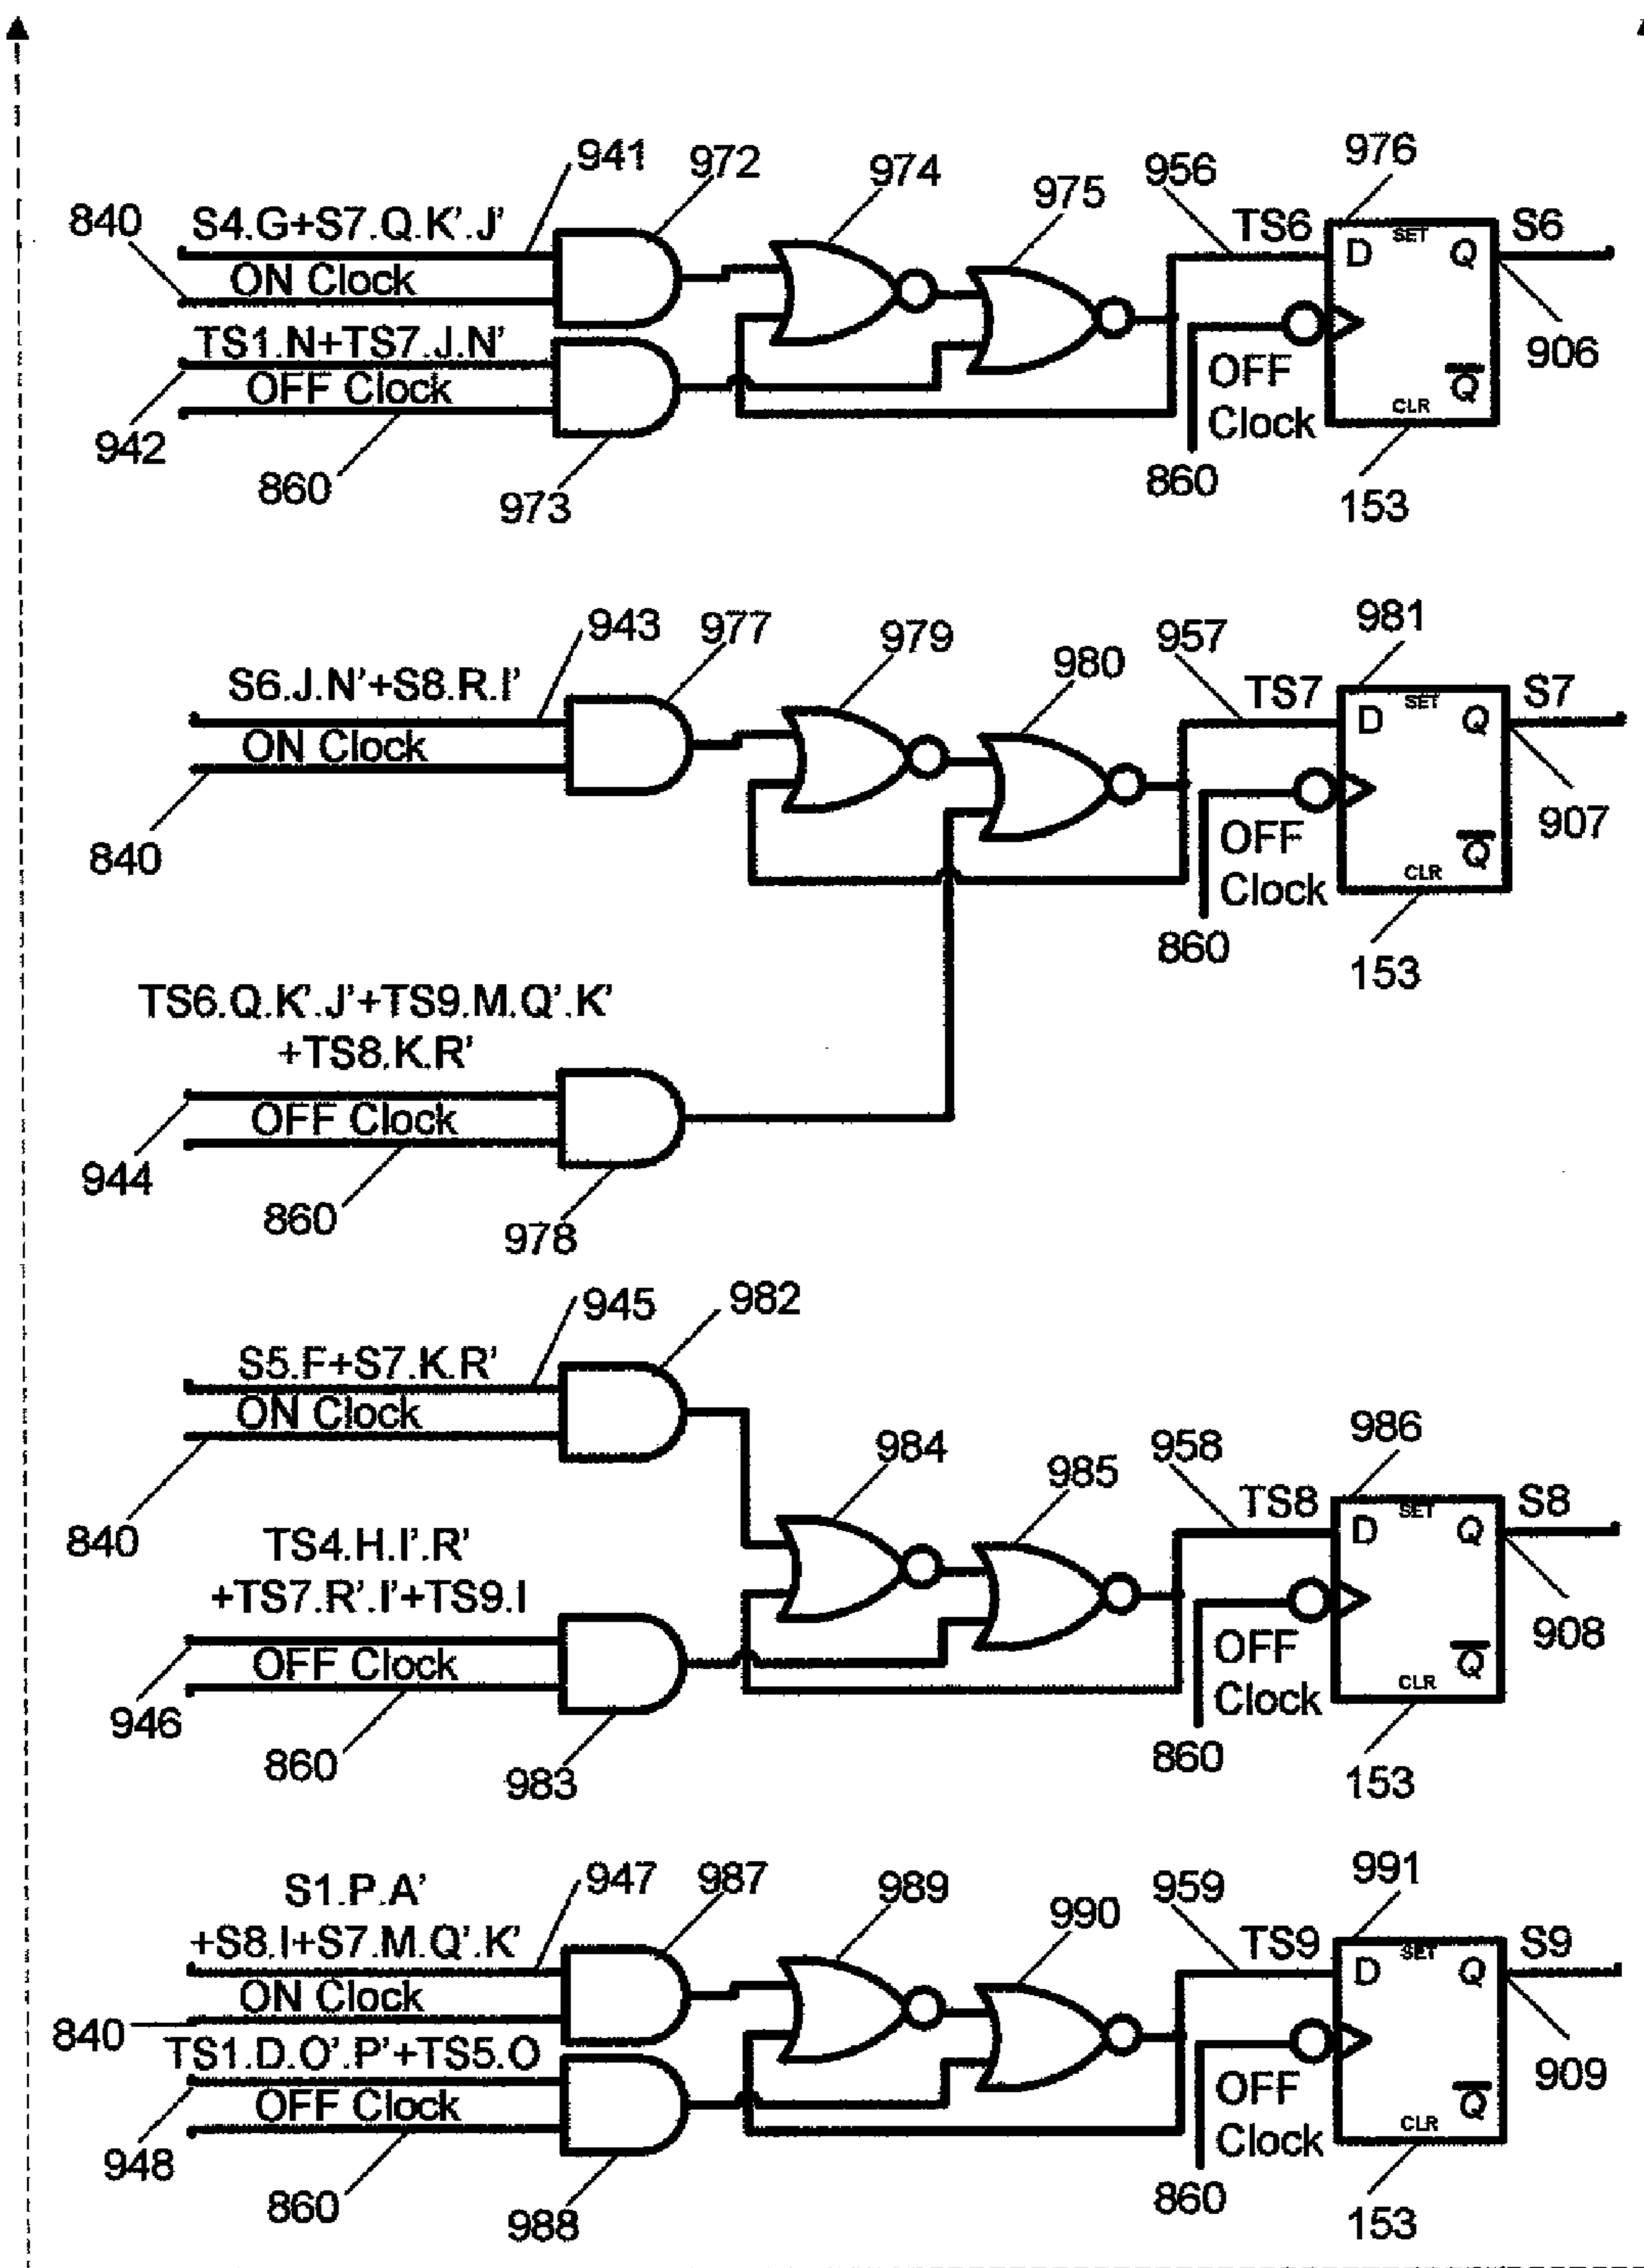 941
972
974
975
956
976
840
S4.G+S7.Q.K'.J'
TS6
SET
S6
D
Q
ON Clock
TS1.N+TS7.J.N'
906
OFF Clock
OFF
Clock
Q
CLR
942
860
973
860
153
943
977
979
980
957
981
S6.J.N'+S8.R.I'
TS7
SET
S7
D
Q
ON Clock
907
OFF
Clock
Q
CLR
840
860
153
TS6.Q.K'.J'+TS9.M.Q'.K'
+TS8.K.R'
OFF Clock
944
860
978
945
982
S5.F+S7.K.R'
ON Clock
984
985
958
986
840
TS8
SET
S8
D
Q
TS4.H.I'.R'
+TS7.R'.I'+TS9.I
908
OFF Clock
OFF
Clock
Q
CLR
946
860
983
860
153
S1.P.A'
947
987
989
990
959
991
+S8.I+S7.M.Q'.K'
TS9
SET
S9
D
Q
ON Clock
840
TS1.D.O'.P'+TS5.O
909
OFF Clock
OFF
Clock
Q
CLR
948
860
988
860
153